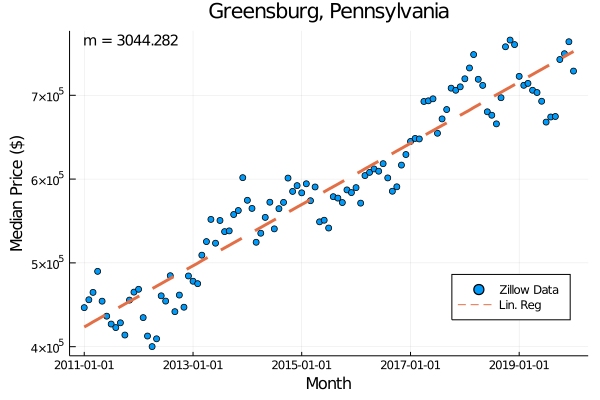 Greensburg, Pennsylvania
m = 3044.282
Median Price ($)
7×10⁵
6×10⁵
5×10⁵
4×10⁵
Zillow Data
Lin. Reg
2011-01-01 2013-01-01 2015-01-01 2017-01-01 2019-01-01
Month